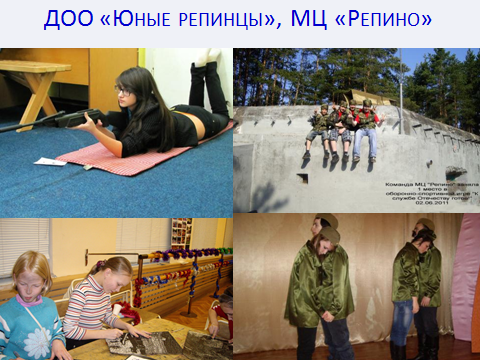 ДОО «Юные репинцы», МЦ «Репино»
Команда МЦ "Репино" заняла
1 место в
оборонно-спортивной игре "К
службе Отечеству готов!"
02.06.2011